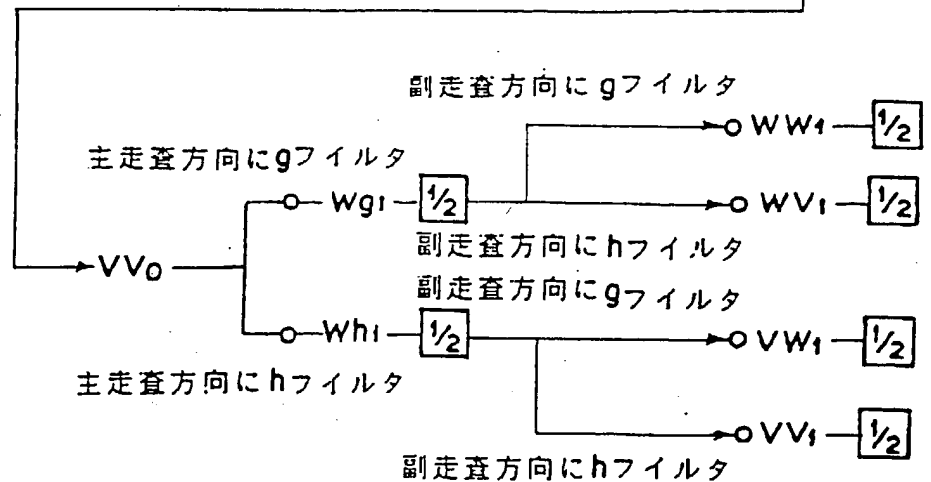 副走査方向にgフイルタ
WW1 1/2
主走査方向にgフイルタ
Wg1 1/2 WV1 1/2
副走査方向にhフイルタ
VV0
副走査方向にgフイルタ
Wh1 1/2 VW1 1/2
主走査方向にhフイルタ
VV1 1/2
副走査方向にhフイルタ